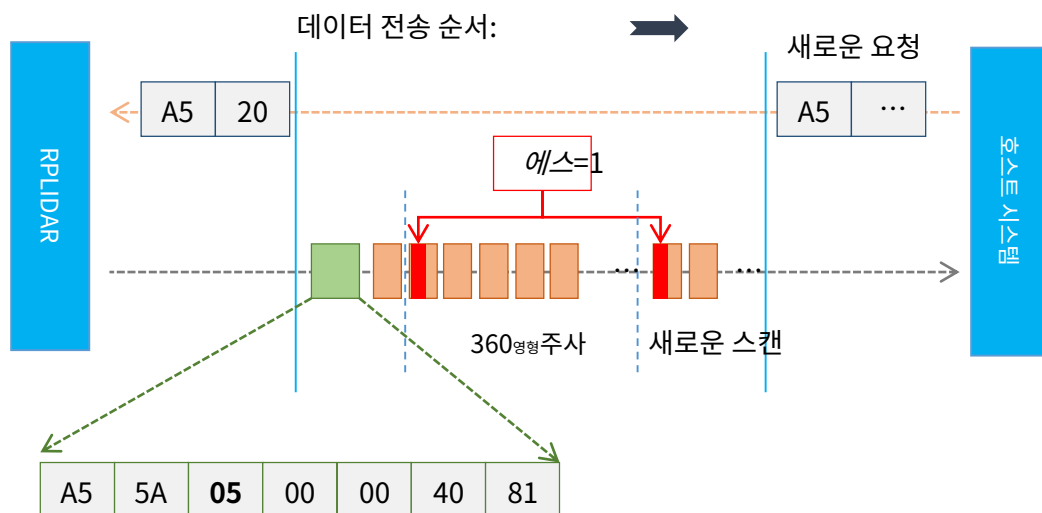 데이터 전송 순서:
새로운 요청
A5 20
A5 …
RPLIDAR
호스트 시스템
에스=1
… …
360영형주사
새로운 스캔
A5 5A 05 00 00 40 81